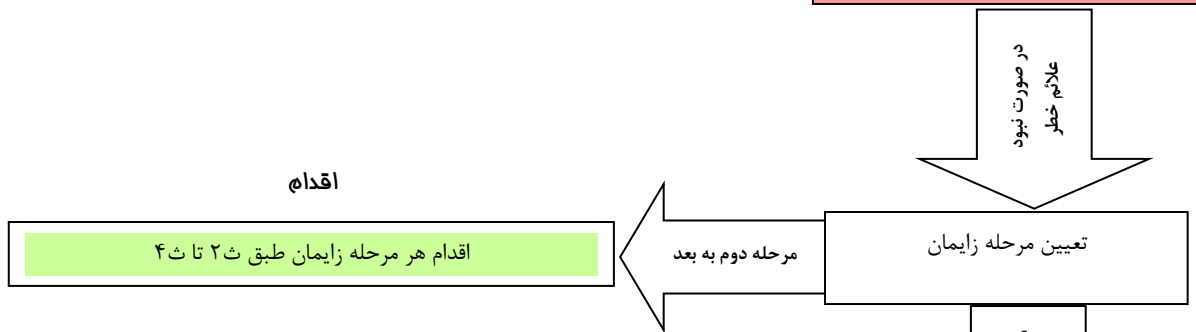 در صورت نبود
علائم خطر
اقدام
تعیین مرحله زایمان
مرحله دوم به بعد
اقدام هر مرحله زایمان طبق ث۲ تا ث۴